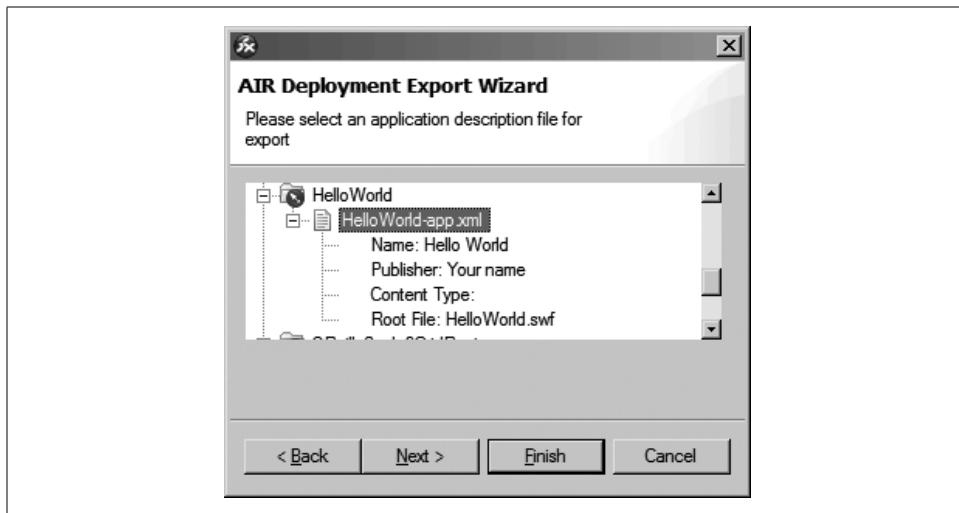 AIR Deployment Export Wizard
Please select an application description file for
export
HelloWorld
HelloWorld-app.xml
Name: Hello World
Publisher: Your name
Content Type:
Root File: HelloWorld.swf
< Back
Next >
Finish
Cancel